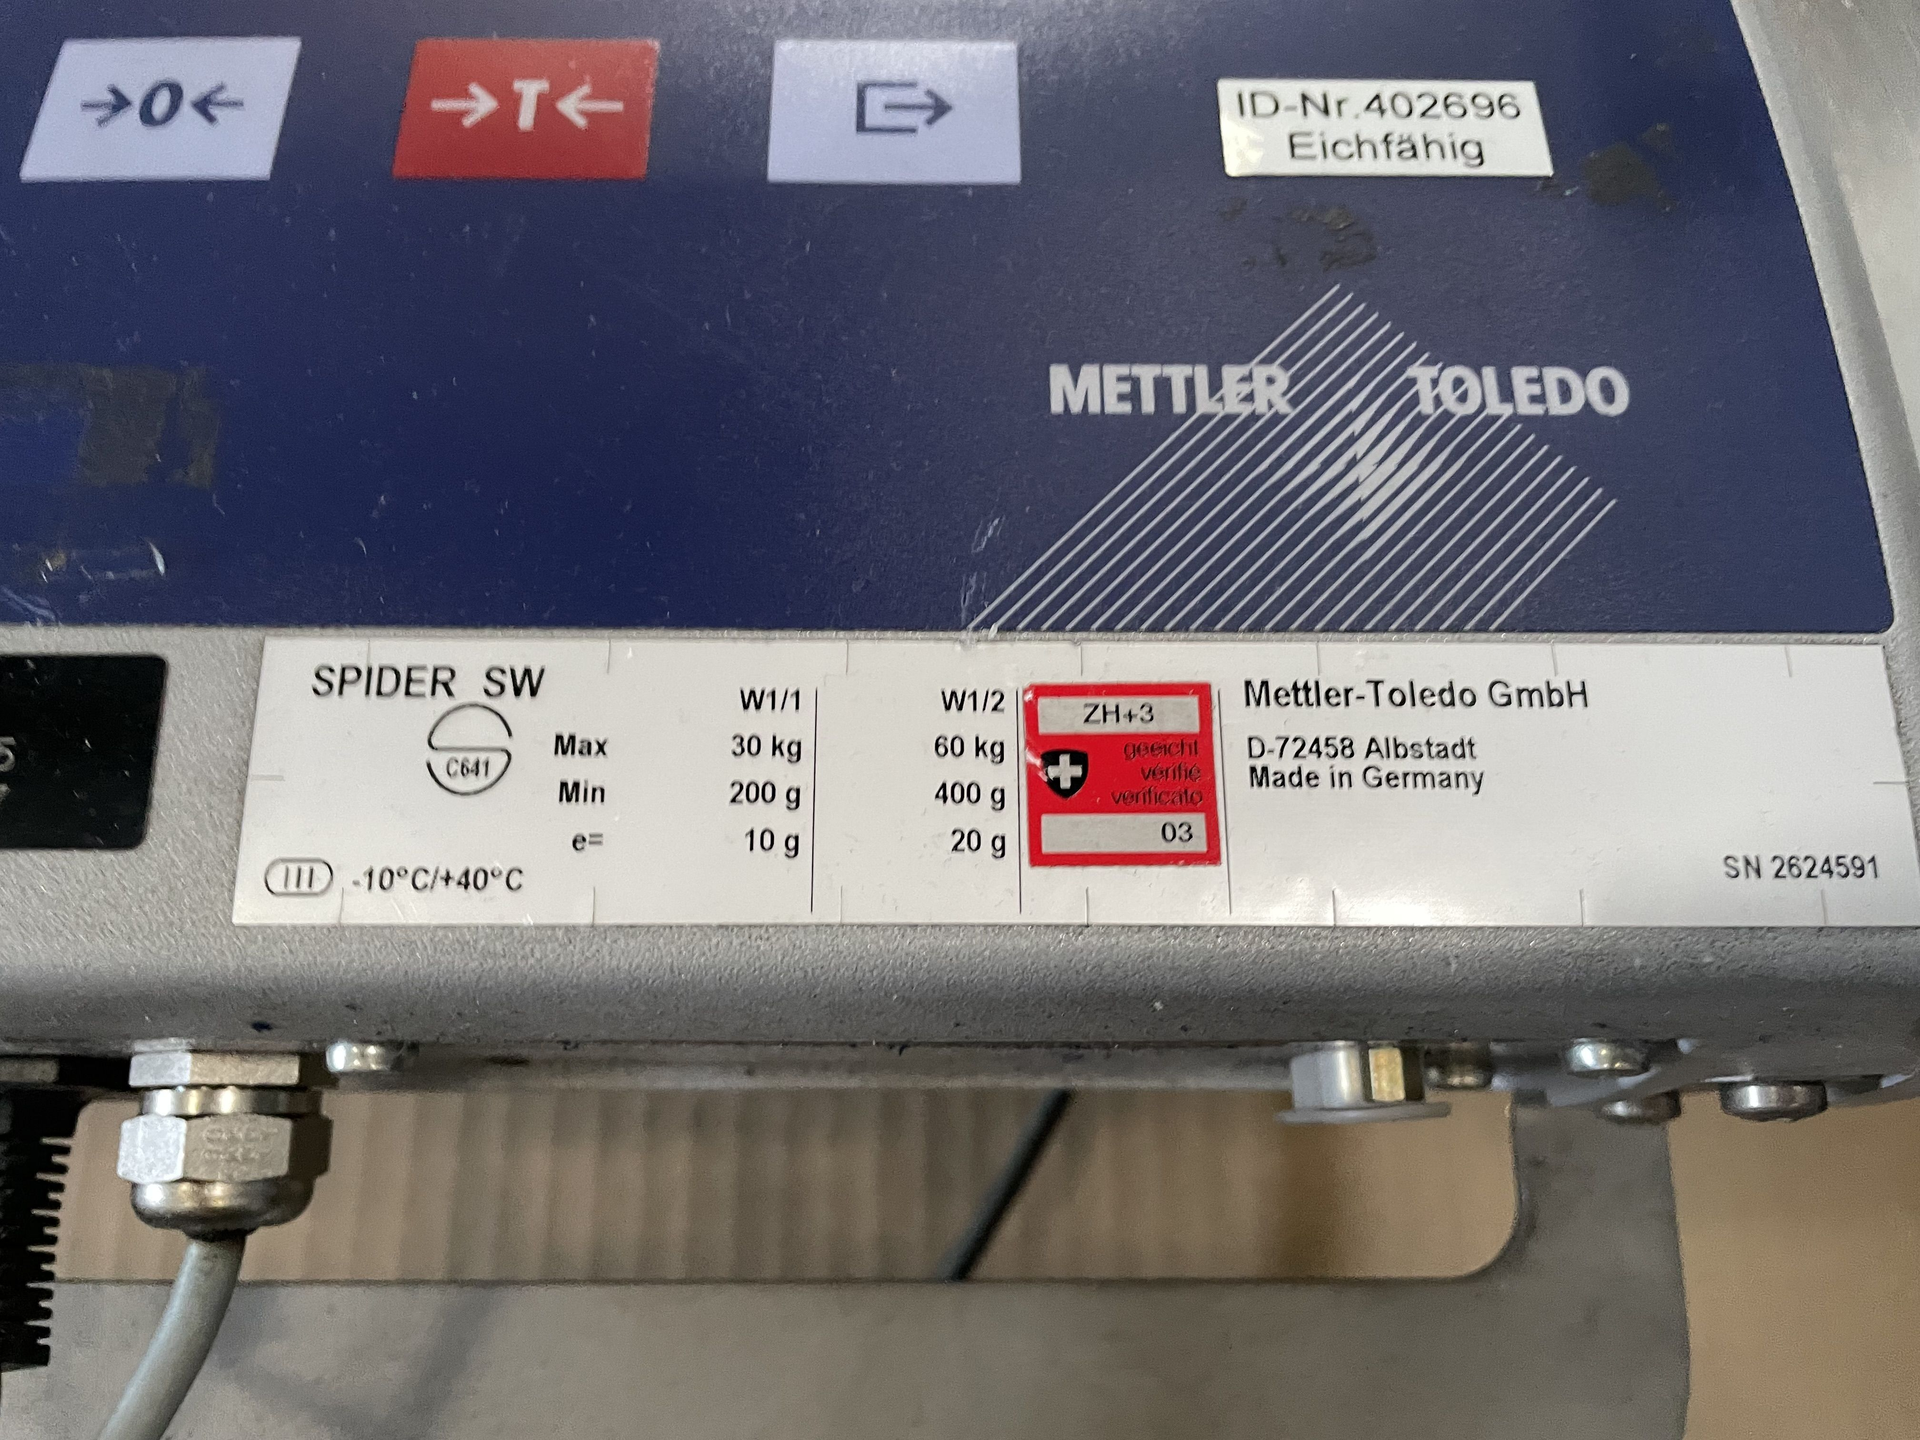 →0←
→T←
ID-Nr.402696
Eichfähig
METTLER TOLEDO
SPIDER SW
C641
W1/1 W1/2
Max 30 kg 60 kg
Min 200 g 400 g
e= 10 g 20 g
III -10°C/+40°C
ZH+3
geeicht
vérifié
verificato
03
Mettler-Toledo GmbH
D-72458 Albstadt
Made in Germany
SN 2624591